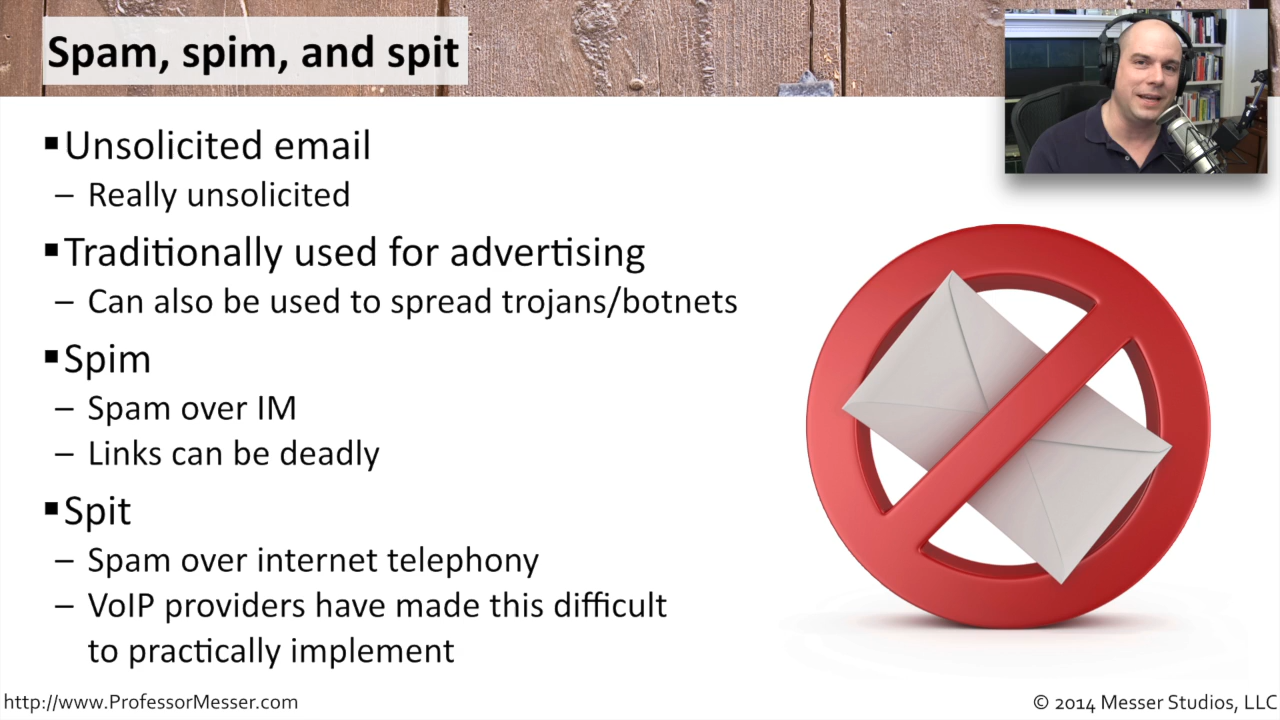 Spam, spim, and spit
▪Unsolicited email
– Really unsolicited
▪Traditionally used for advertising
– Can also be used to spread trojans/botnets
▪Spim
– Spam over IM
– Links can be deadly
▪Spit
– Spam over internet telephony
– VoIP providers have made this difficult
to practically implement
http://www.ProfessorMesser.com
© 2014 Messer Studios, LLC